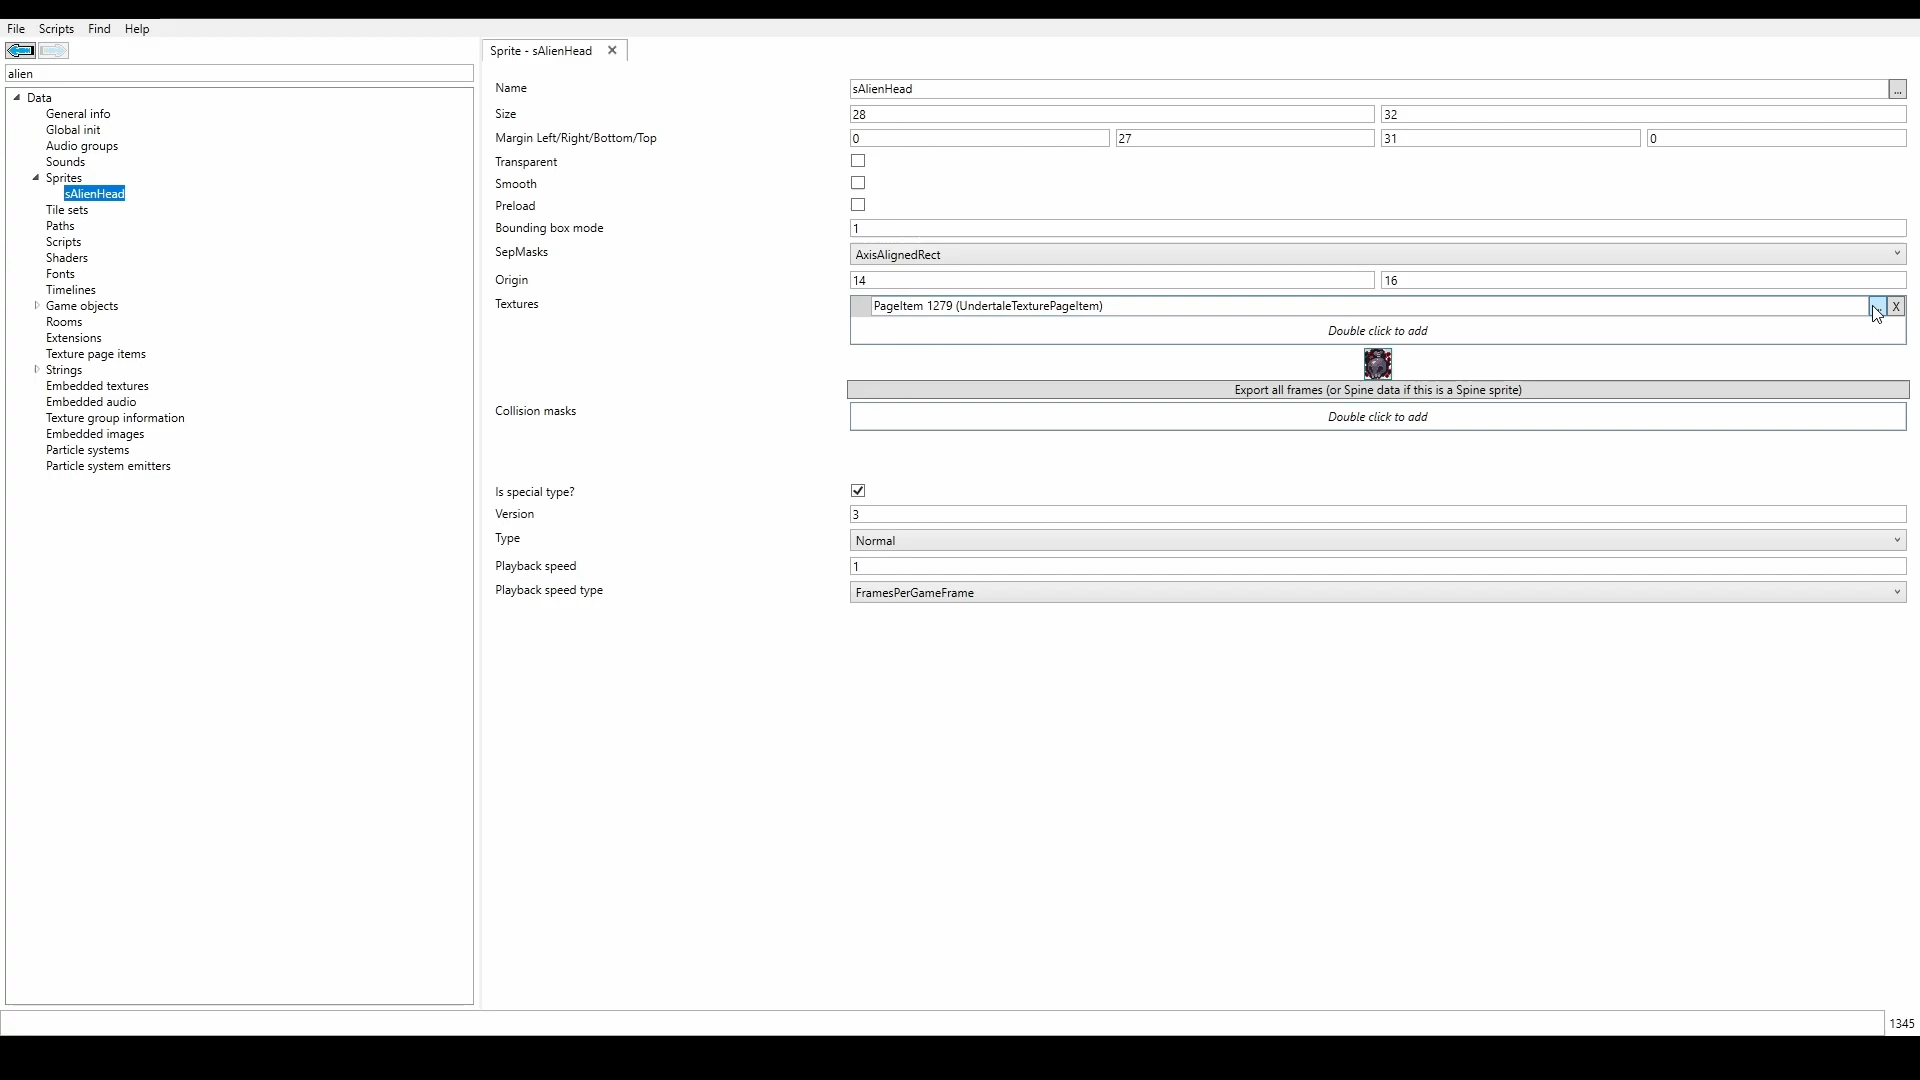 File Scripts Find Help
alien
Data
General info
Global init
Audio groups
Sounds
Sprites
sAlienHead
Tile sets
Paths
Scripts
Shaders
Fonts
Timelines
Game objects
Rooms
Extensions
Texture page items
Strings
Embedded textures
Embedded audio
Texture group information
Embedded images
Particle systems
Particle system emitters
Sprite - sAlienHead
Name sAlienHead ...
Size 28 32
Margin Left/Right/Bottom/Top 0 27 31 0
Transparent
Smooth
Preload
Bounding box mode 1
SepMasks AxisAlignedRect
Origin 14 16
Textures PageItem 1279 (UndertaleTexturePageItem) ... X
Double click to add
Export all frames (or Spine data if this is a Spine sprite)
Collision masks Double click to add
Is special type?
Version 3
Type Normal
Playback speed 1
Playback speed type FramesPerGameFrame
1345